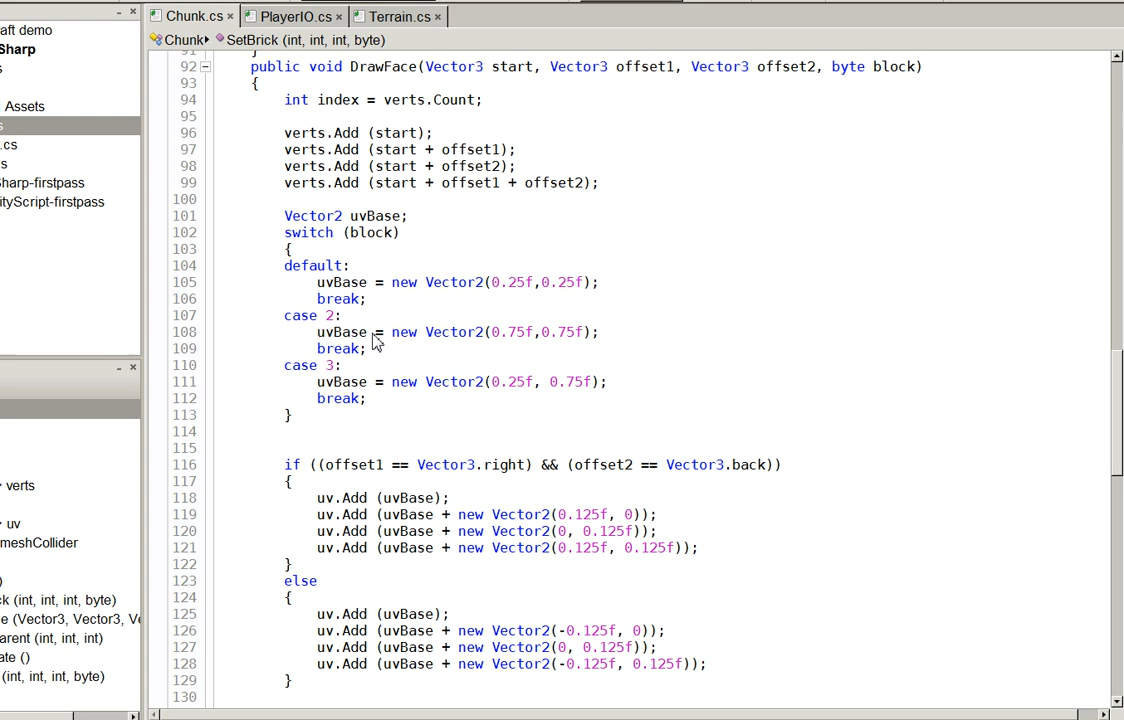 Chunk.cs
PlayerIO.cs
Terrain.cs
Chunk
SetBrick (int, int, int, byte)
aft demo
Sharp
s
Assets
s
.cs
s
harp-firstpass
ityScript-firstpass
verts
uv
meshCollider
)
ck (int, int, int, byte)
e (Vector3, Vector3, Ve
arent (int, int, int)
ate ()
(int, int, int, byte)
91 }
92 public void DrawFace(Vector3 start, Vector3 offset1, Vector3 offset2, byte block)
93 {
94 int index = verts.Count;
95
96 verts.Add (start);
97 verts.Add (start + offset1);
98 verts.Add (start + offset2);
99 verts.Add (start + offset1 + offset2);
100
101 Vector2 uvBase;
102 switch (block)
103 {
104 default:
105 uvBase = new Vector2(0.25f,0.25f);
106 break;
107 case 2:
108 uvBase = new Vector2(0.75f,0.75f);
109 break;
110 case 3:
111 uvBase = new Vector2(0.25f, 0.75f);
112 break;
113 }
114
115
116 if ((offset1 == Vector3.right) && (offset2 == Vector3.back))
117 {
118 uv.Add (uvBase);
119 uv.Add (uvBase + new Vector2(0.125f, 0));
120 uv.Add (uvBase + new Vector2(0, 0.125f));
121 uv.Add (uvBase + new Vector2(0.125f, 0.125f));
122 }
123 else
124 {
125 uv.Add (uvBase);
126 uv.Add (uvBase + new Vector2(-0.125f, 0));
127 uv.Add (uvBase + new Vector2(0, 0.125f));
128 uv.Add (uvBase + new Vector2(-0.125f, 0.125f));
129 }
130